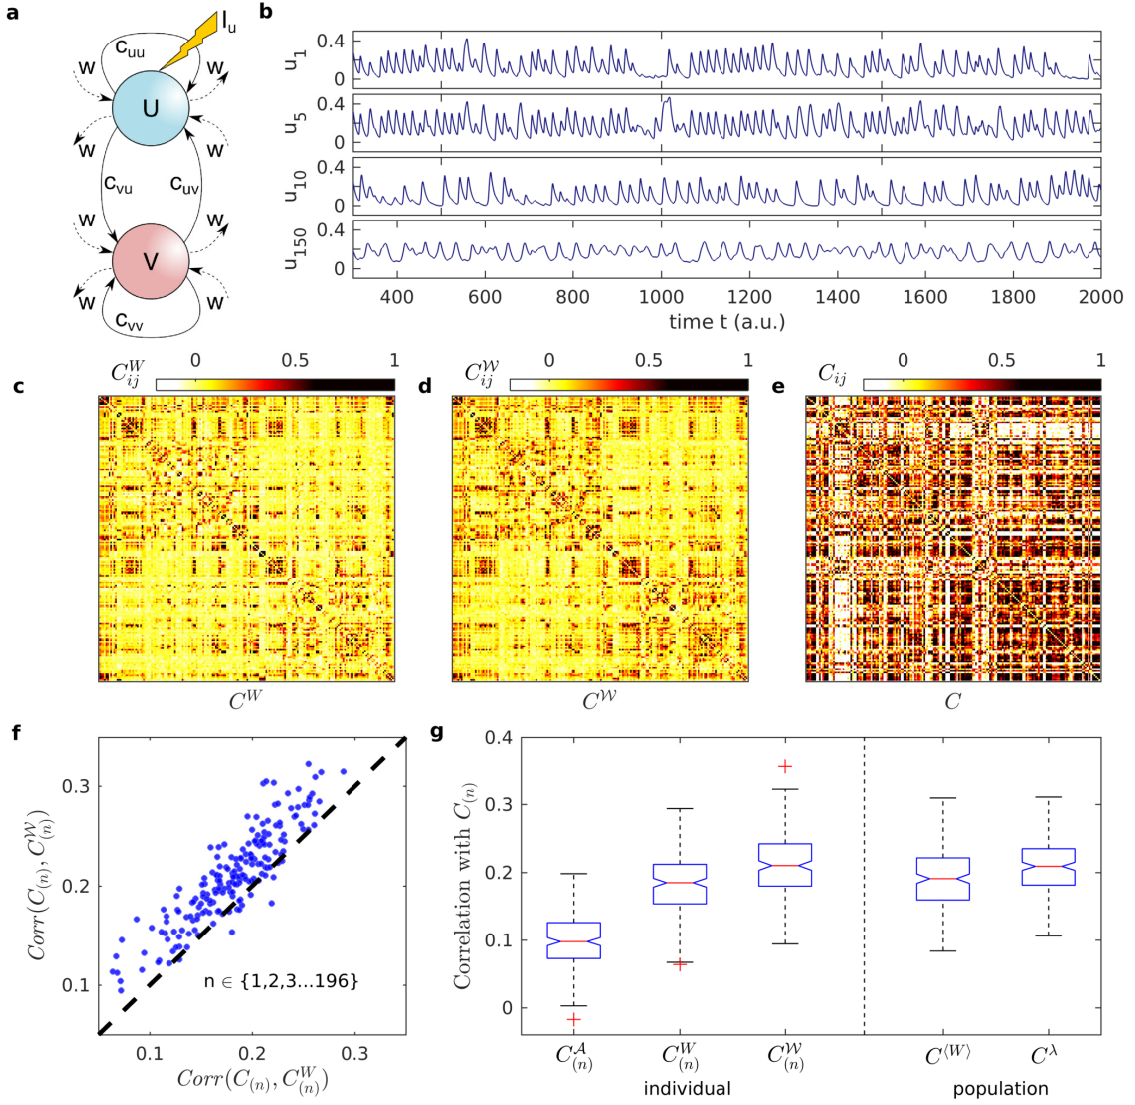 a
I_u
c_uu
w
w
U
w
w
c_vu
c_uv
w
w
V
w
w
c_vv
b
0.4
0
u_1
0.4
0
u_5
0.4
0
u_10
0.4
0
u_150
400 600 800 1000 1200 1400 1600 1800 2000
time t (a.u.)
c
C^W_ij
0 0.5 1
C^W
d
C^𝒲_ij
0 0.5 1
C^𝒲
e
C_ij
0 0.5 1
C
f
Corr(C_(n), C^𝒲_(n))
0.3
0.2
0.1
n ∈ {1,2,3...196}
0.1 0.2 0.3
Corr(C_(n), C^W_(n))
g
Correlation with C_(n)
0.4
0.3
0.2
0.1
0
C^𝒜_(n) C^W_(n) C^𝒲_(n) C^⟨W⟩ C^λ
individual population